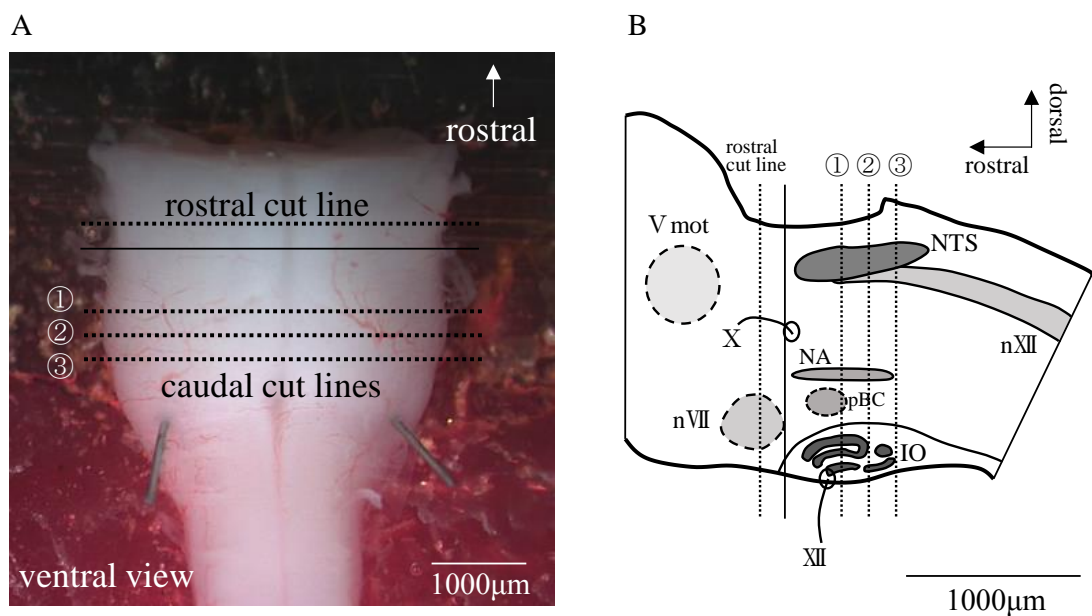 A
rostral
rostral cut line
①
②
③
caudal cut lines
ventral view
1000μm
B
dorsal
rostral
rostral
cut line
① ② ③
V mot
NTS
X
nXII
NA
pBC
nVII
IO
XII
1000μm